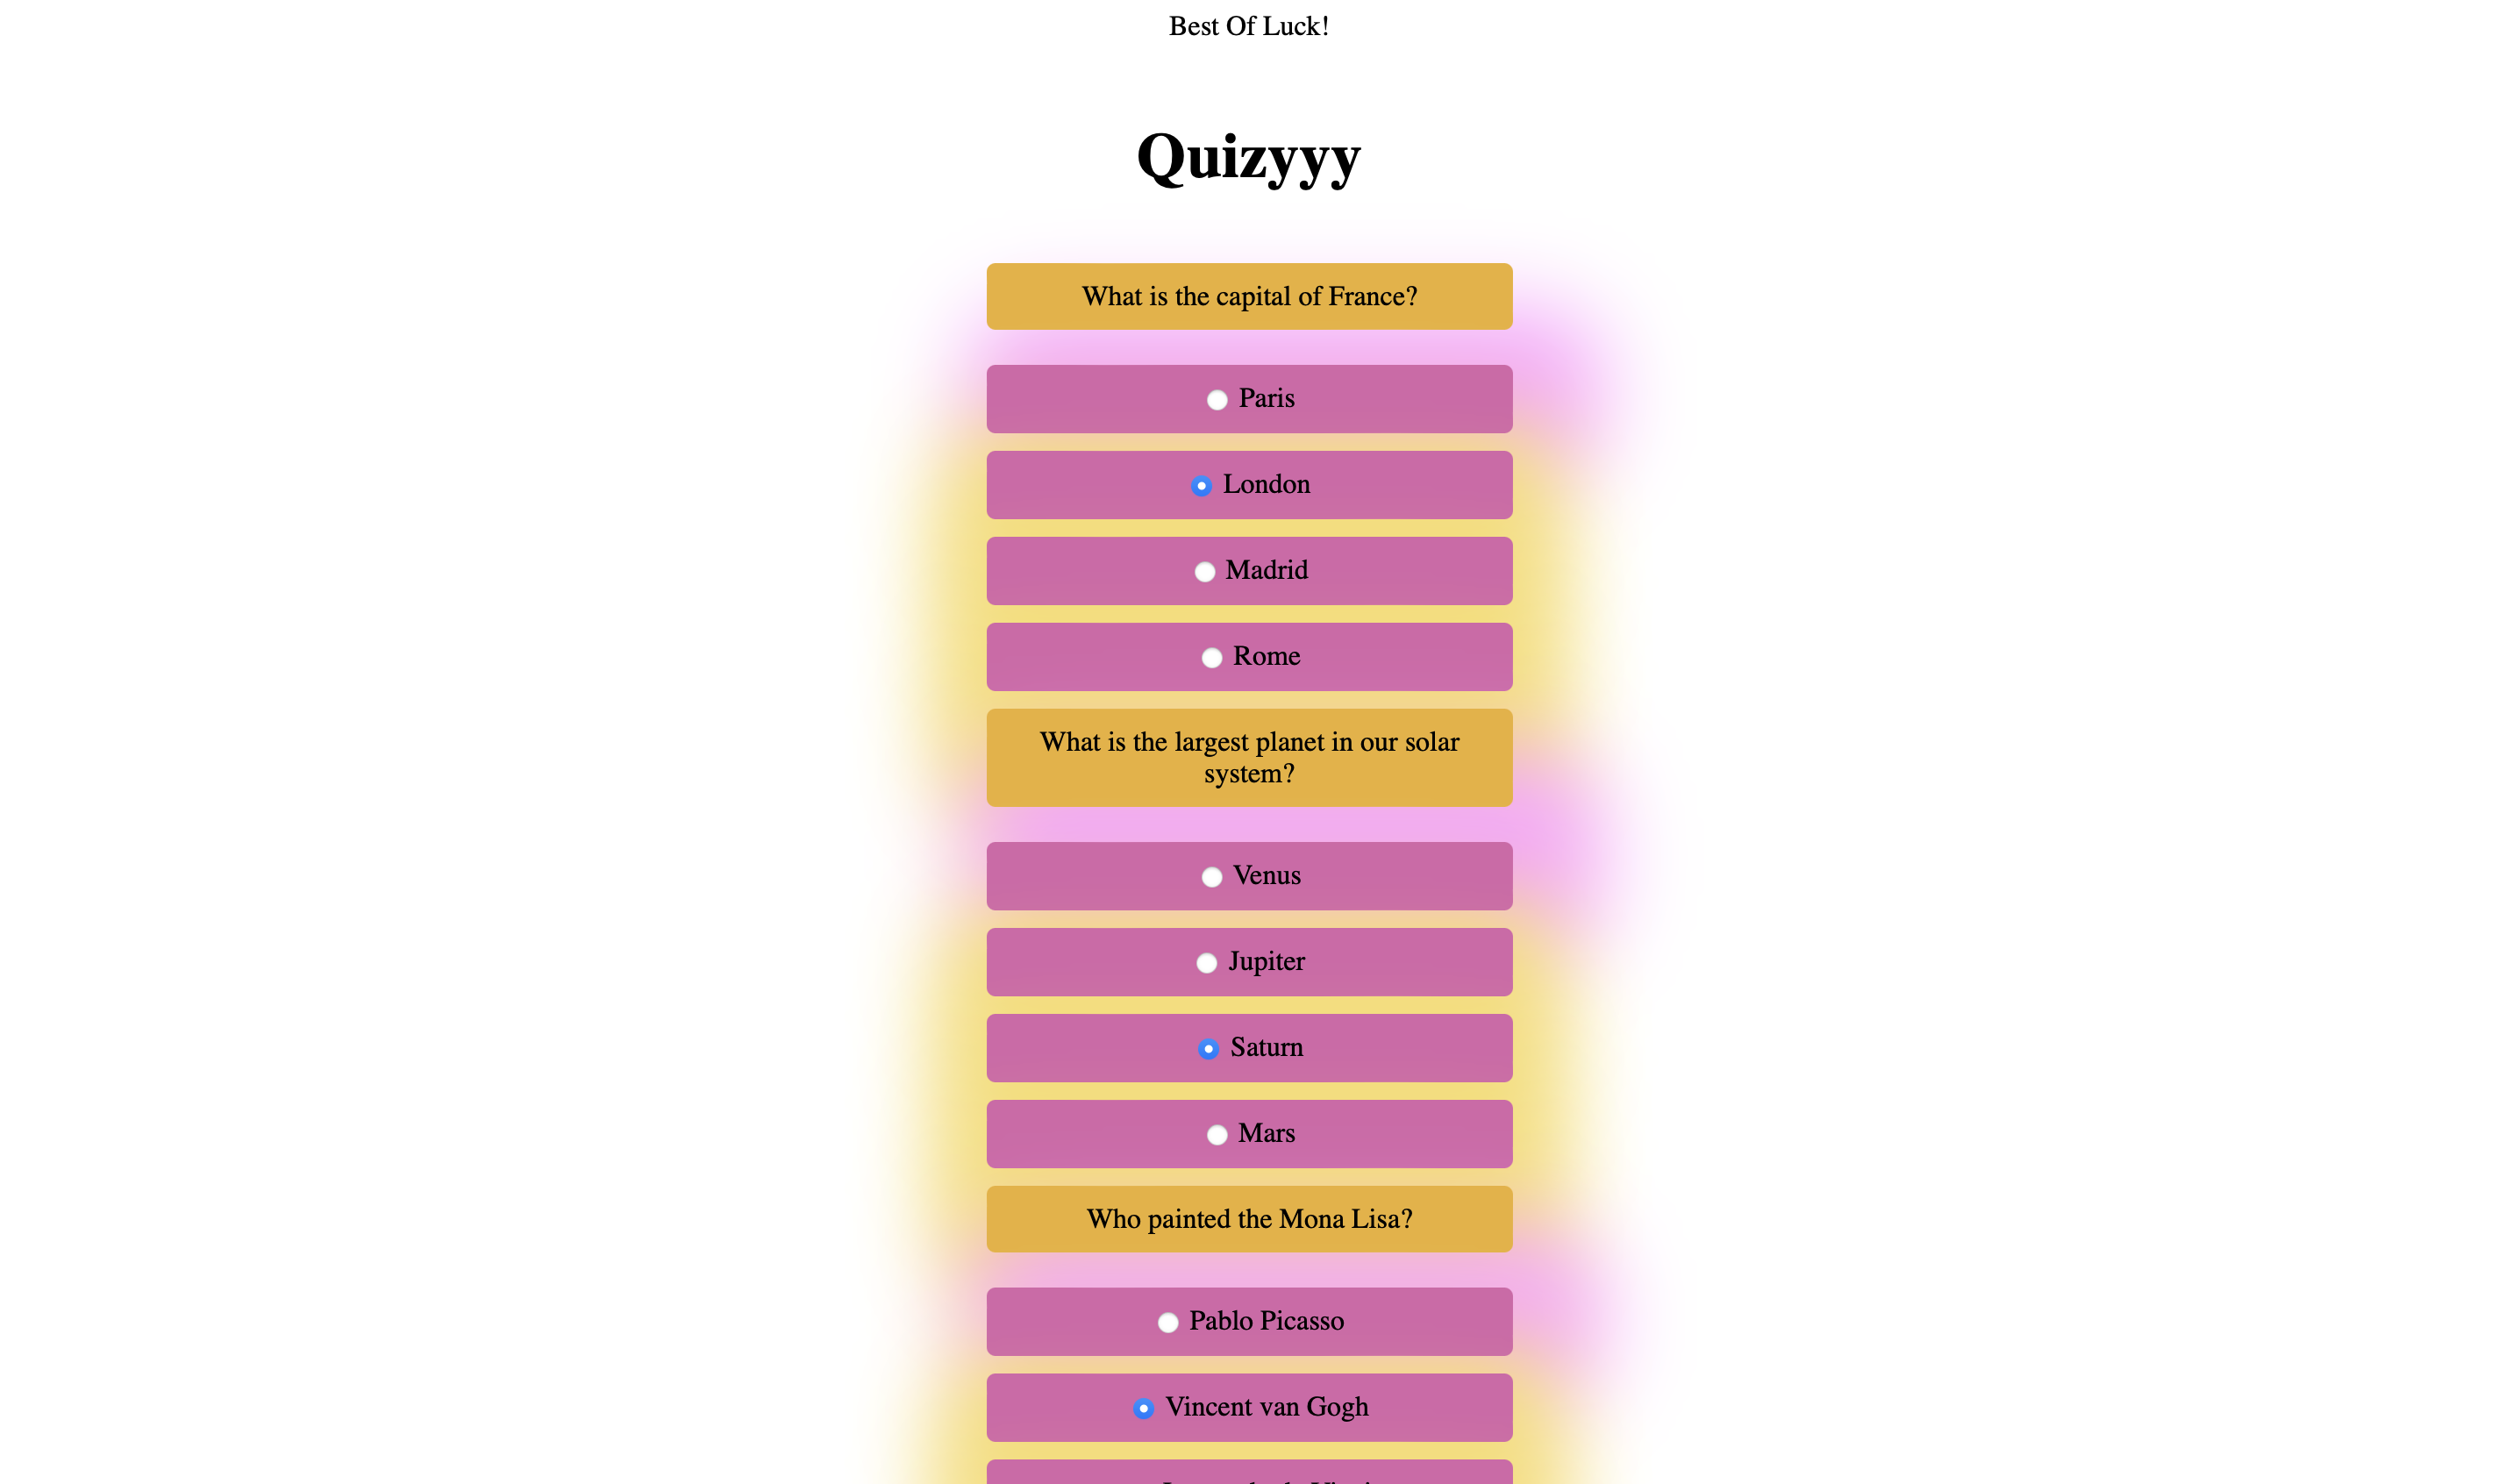 Best Of Luck!
Quizyyy
What is the capital of France?
Paris
London
Madrid
Rome
What is the largest planet in our solar
system?
Venus
Jupiter
Saturn
Mars
Who painted the Mona Lisa?
Pablo Picasso
Vincent van Gogh